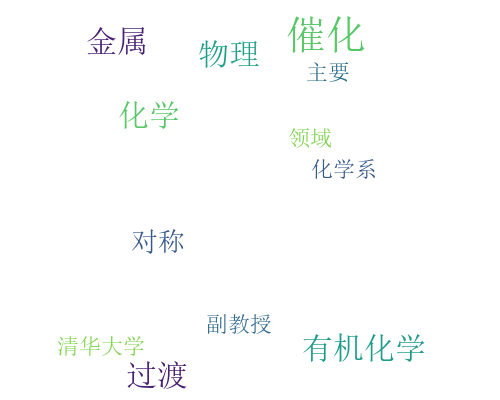 催化
金属
物理
主要
化学
领域
化学系
对称
副教授
清华大学
有机化学
过渡